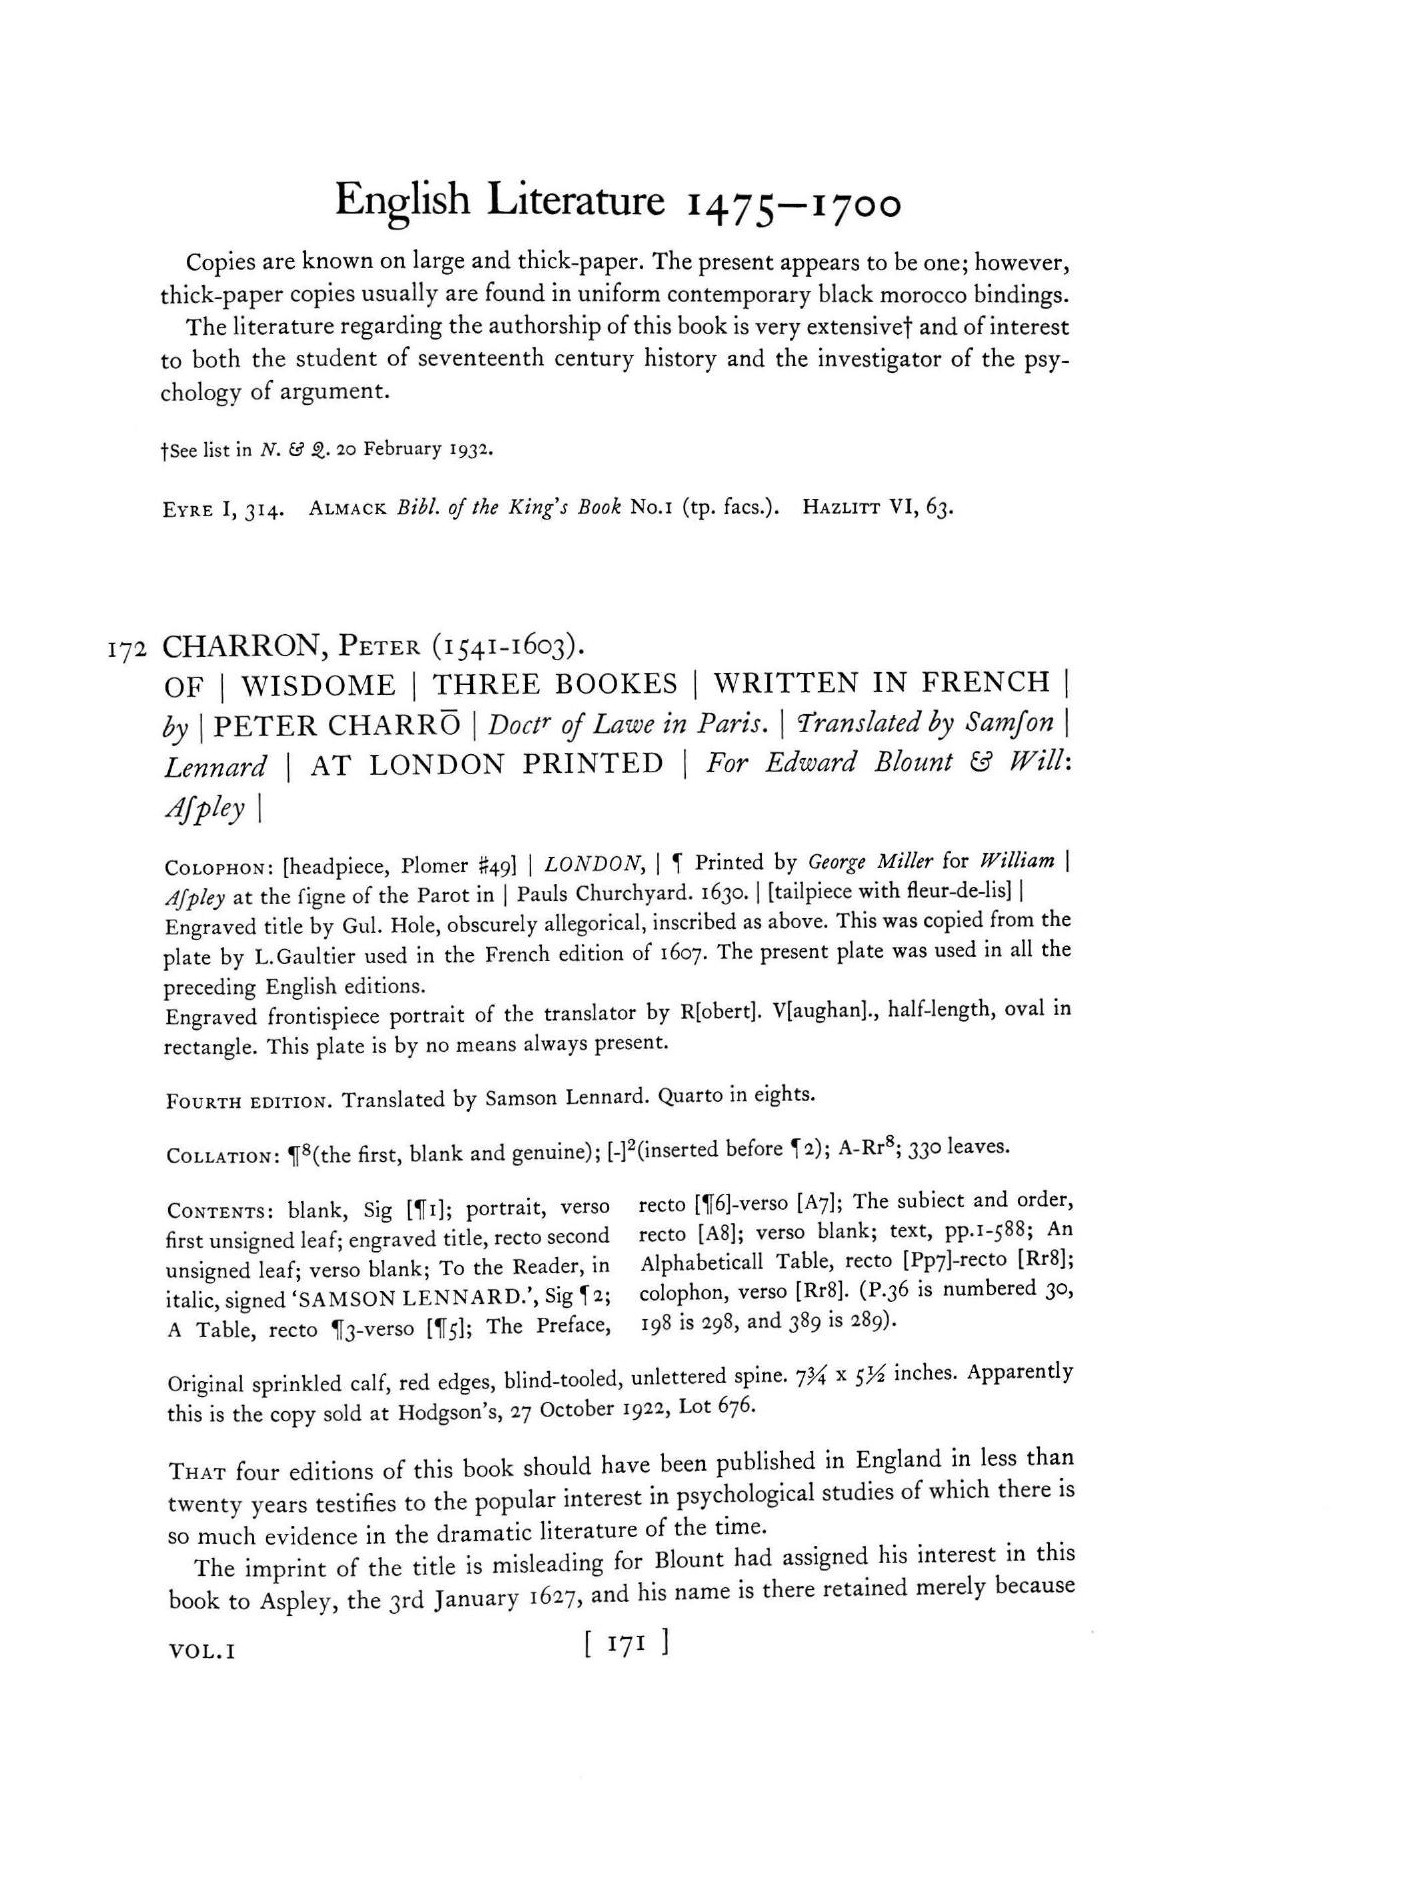 English Literature 1475–1700
Copies are known on large and thick-paper. The present appears to be one; however,
thick-paper copies usually are found in uniform contemporary black morocco bindings.
The literature regarding the authorship of this book is very extensive† and of interest
to both the student of seventeenth century history and the investigator of the psy-
chology of argument.
†See list in N. & Q. 20 February 1932.
EYRE I, 314. ALMACK Bibl. of the King's Book No.1 (tp. facs.). HAZLITT VI, 63.
172 CHARRON, PETER (1541-1603).
OF | WISDOME | THREE BOOKES | WRITTEN IN FRENCH |
by | PETER CHARRŌ | Doctr of Lawe in Paris. | Translated by Samſon |
Lennard | AT LONDON PRINTED | For Edward Blount & Will:
Aſpley |
COLOPHON: [headpiece, Plomer #49] | LONDON, | ¶ Printed by George Miller for William |
Aſpley at the ſigne of the Parot in | Pauls Churchyard. 1630. | [tailpiece with fleur-de-lis] |
Engraved title by Gul. Hole, obscurely allegorical, inscribed as above. This was copied from the
plate by L.Gaultier used in the French edition of 1607. The present plate was used in all the
preceding English editions.
Engraved frontispiece portrait of the translator by R[obert]. V[aughan]., half-length, oval in
rectangle. This plate is by no means always present.
FOURTH EDITION. Translated by Samson Lennard. Quarto in eights.
COLLATION: ¶⁸(the first, blank and genuine); [-]²(inserted before ¶2); A-Rr⁸; 330 leaves.
CONTENTS: blank, Sig [¶1]; portrait, verso
first unsigned leaf; engraved title, recto second
unsigned leaf; verso blank; To the Reader, in
italic, signed ‘SAMSON LENNARD.’, Sig ¶2;
A Table, recto ¶3-verso [¶5]; The Preface,
recto [¶6]-verso [A7]; The subiect and order,
recto [A8]; verso blank; text, pp.1-588; An
Alphabeticall Table, recto [Pp7]-recto [Rr8];
colophon, verso [Rr8]. (P.36 is numbered 30,
198 is 298, and 389 is 289).
Original sprinkled calf, red edges, blind-tooled, unlettered spine. 7¾ x 5½ inches. Apparently
this is the copy sold at Hodgson's, 27 October 1922, Lot 676.
THAT four editions of this book should have been published in England in less than
twenty years testifies to the popular interest in psychological studies of which there is
so much evidence in the dramatic literature of the time.
The imprint of the title is misleading for Blount had assigned his interest in this
book to Aspley, the 3rd January 1627, and his name is there retained merely because
VOL.I [ 171 ]